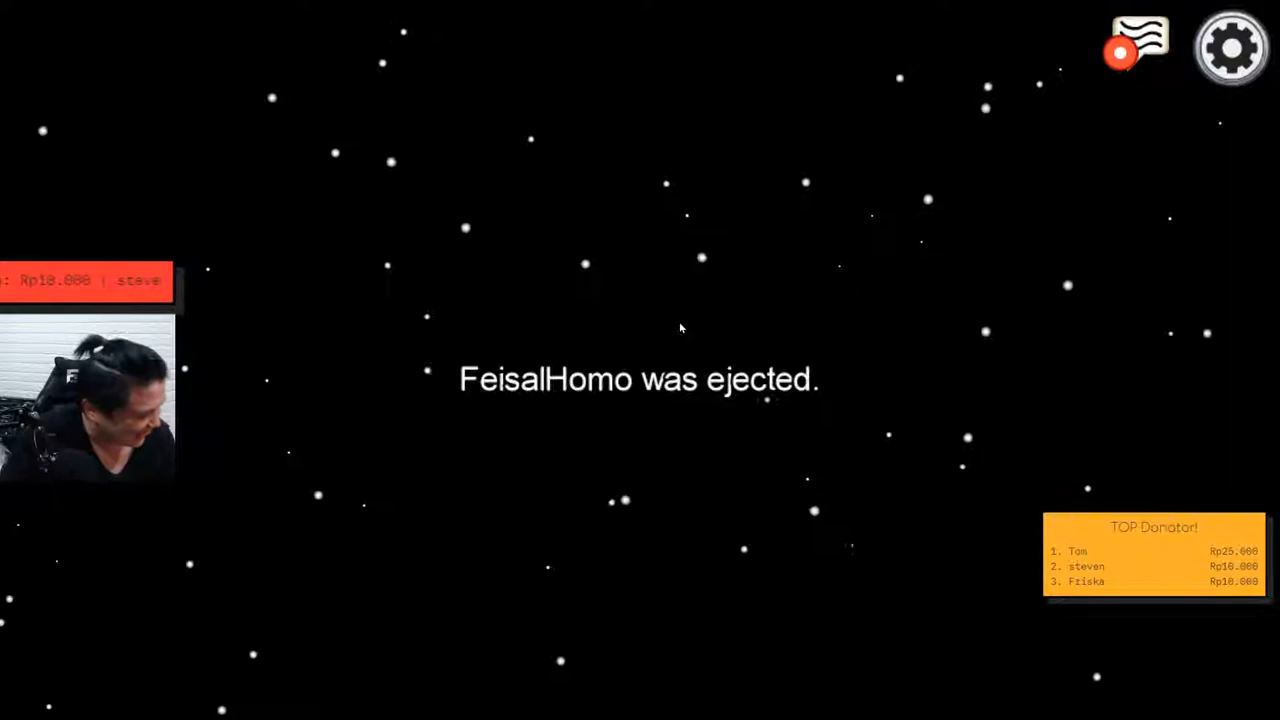 : Rp10.000 | steve
FeisalHomo was ejected.
TOP Donator!
1. Tom Rp25.000
2. steven Rp10.000
3. Friska Rp10.000